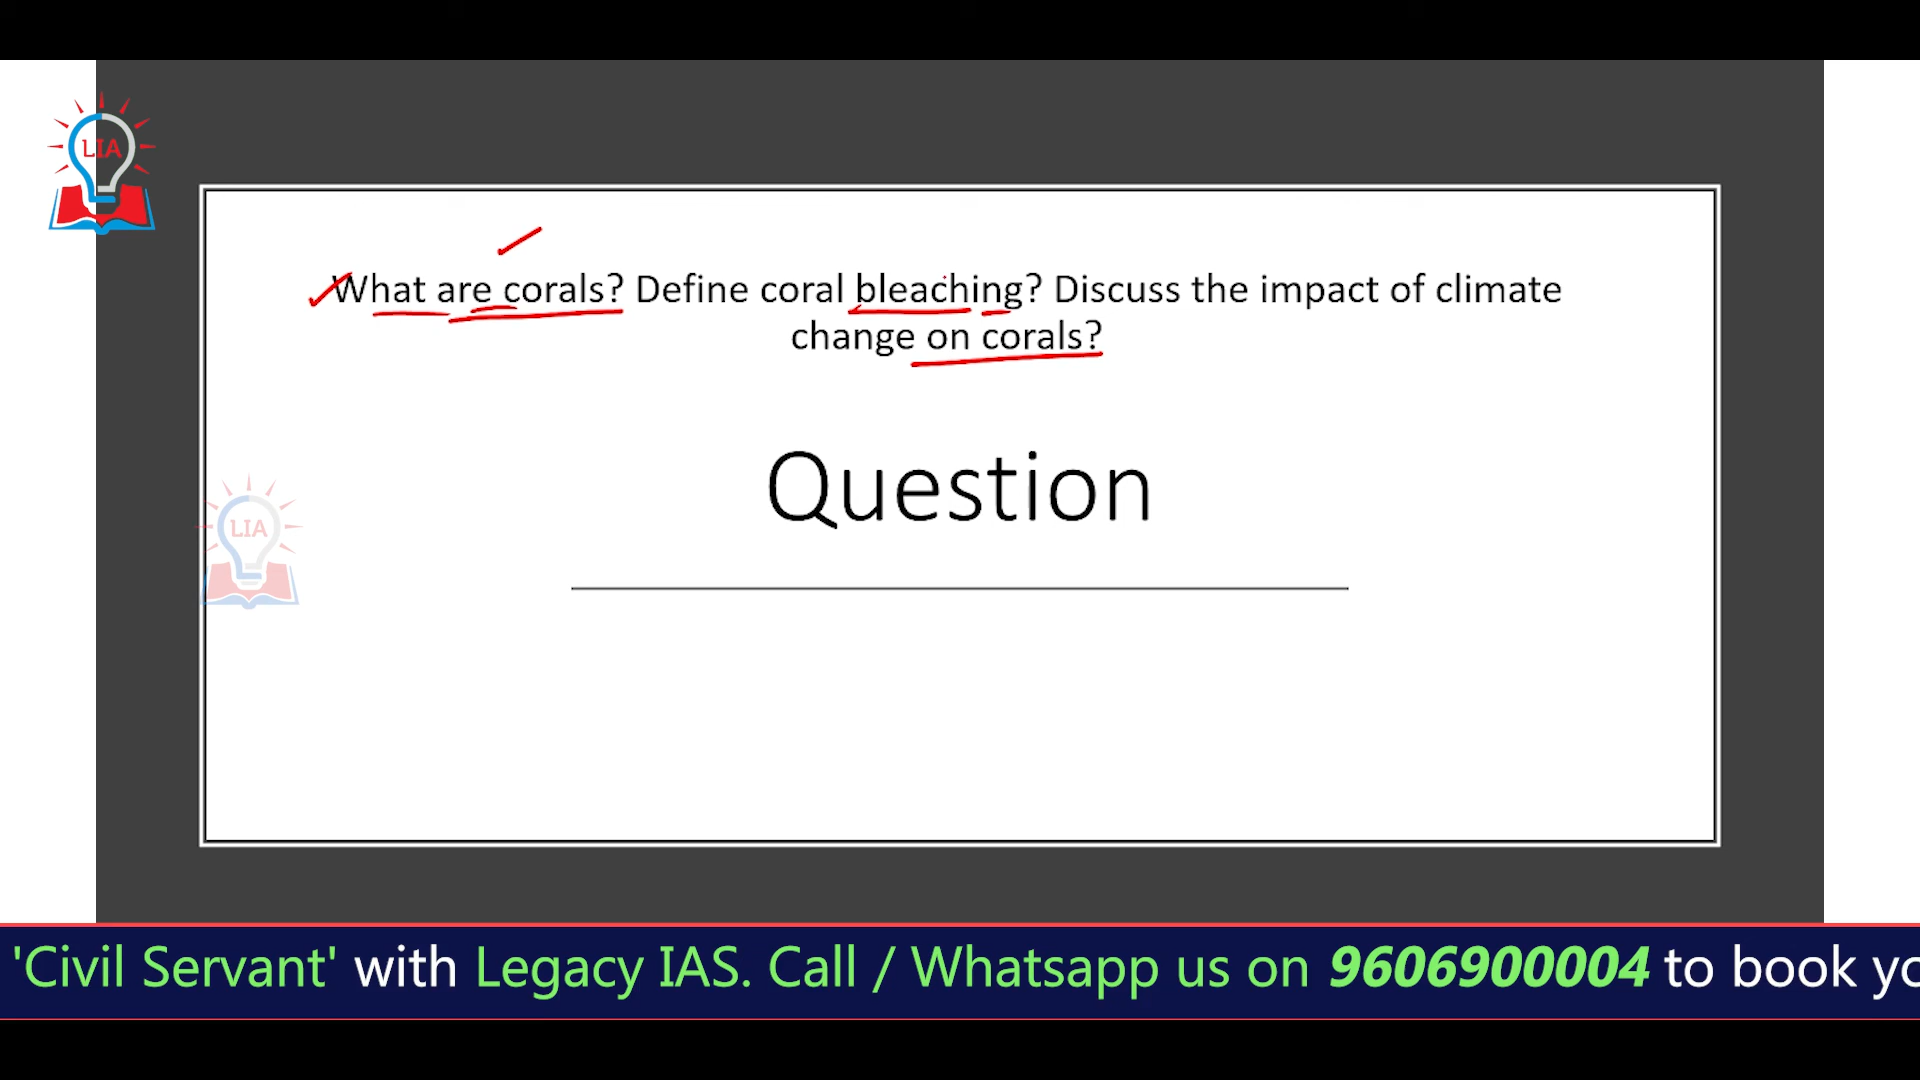 LIA
What are corals? Define coral bleaching? Discuss the impact of climate
change on corals?
Question
LIA
'Civil Servant' with Legacy IAS. Call / Whatsapp us on 9606900004 to book yo